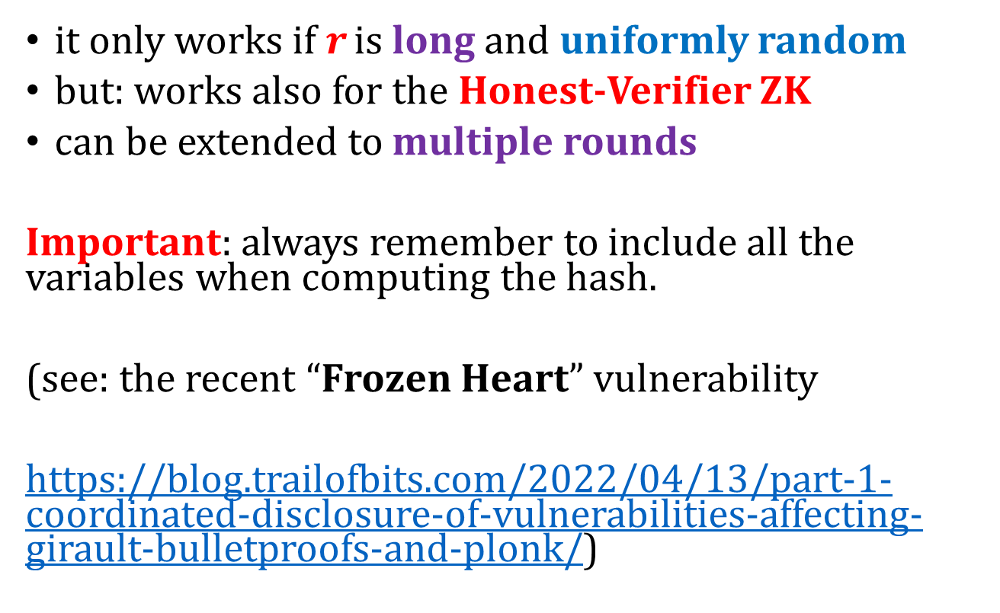 • it only works if r is long and uniformly random
• but: works also for the Honest-Verifier ZK
• can be extended to multiple rounds
Important: always remember to include all the
variables when computing the hash.
(see: the recent “Frozen Heart” vulnerability
https://blog.trailofbits.com/2022/04/13/part-1-
coordinated-disclosure-of-vulnerabilities-affecting-
girault-bulletproofs-and-plonk/)